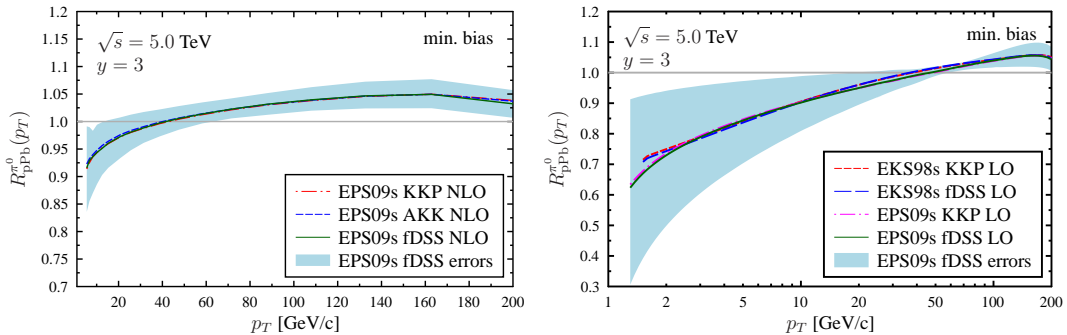 1.2
1.15
1.1
1.05
1.0
0.95
0.9
0.85
0.8
0.75
0.7
R^{π^0}_{pPb}(p_T)
√s = 5.0 TeV
y = 3
min. bias
EPS09s KKP NLO
EPS09s AKK NLO
EPS09s fDSS NLO
EPS09s fDSS errors
20 40 60 80 100 120 140 160 180 200
p_T [GeV/c]
1.2
1.1
1.0
0.9
0.8
0.7
0.6
0.5
0.4
0.3
R^{π^0}_{pPb}(p_T)
√s = 5.0 TeV
y = 3
min. bias
EKS98s KKP LO
EKS98s fDSS LO
EPS09s KKP LO
EPS09s fDSS LO
EPS09s fDSS errors
1 2 5 10 20 50 100 200
p_T [GeV/c]